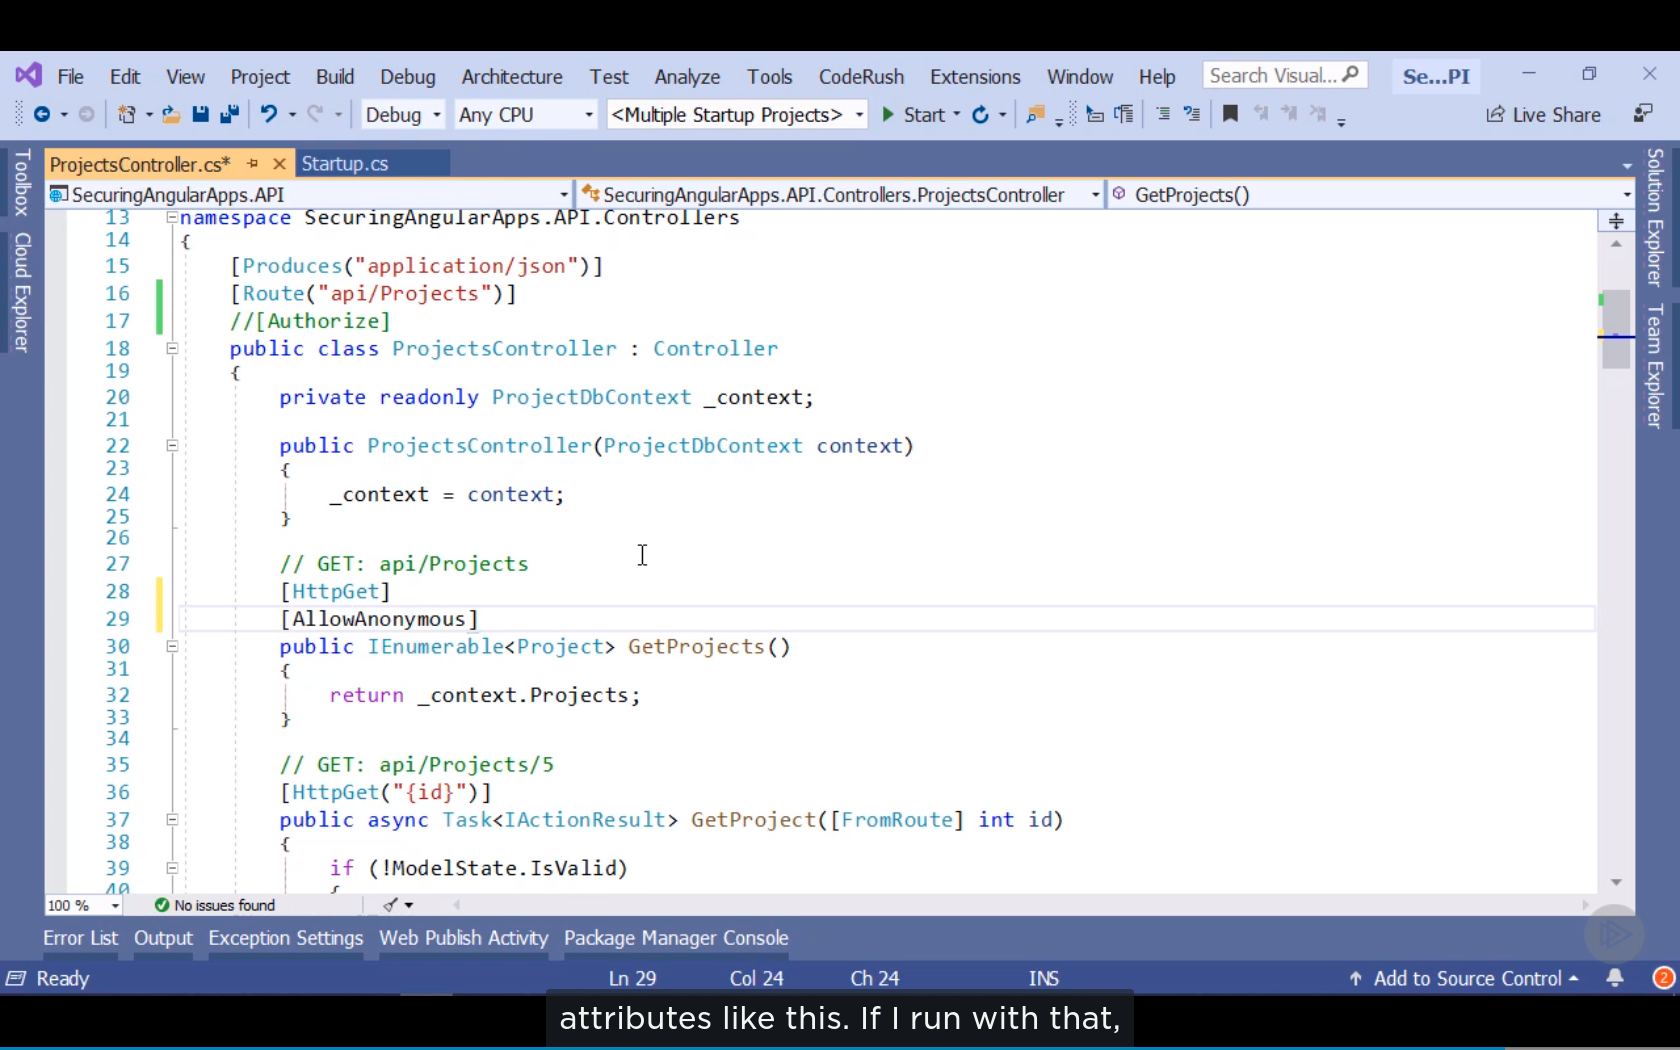 File Edit View Project Build Debug Architecture Test Analyze Tools CodeRush Extensions Window Help Search Visual... Se...PI
Debug Any CPU <Multiple Startup Projects> Start Live Share
Toolbox
Cloud Explorer
ProjectsController.cs* Startup.cs
SecuringAngularApps.API SecuringAngularApps.API.Controllers.ProjectsController GetProjects()
13 namespace SecuringAngularApps.API.Controllers
14 {
15 [Produces("application/json")]
16 [Route("api/Projects")]
17 //[Authorize]
18 public class ProjectsController : Controller
19 {
20 private readonly ProjectDbContext _context;
21
22 public ProjectsController(ProjectDbContext context)
23 {
24 _context = context;
25 }
26
27 // GET: api/Projects
28 [HttpGet]
29 [AllowAnonymous]
30 public IEnumerable<Project> GetProjects()
31 {
32 return _context.Projects;
33 }
34
35 // GET: api/Projects/5
36 [HttpGet("{id}")]
37 public async Task<IActionResult> GetProject([FromRoute] int id)
38 {
39 if (!ModelState.IsValid)
40 {
Solution Explorer
Team Explorer
100 % No issues found
Error List Output Exception Settings Web Publish Activity Package Manager Console
Ready Ln 29 Col 24 Ch 24 INS Add to Source Control 2
attributes like this. If I run with that,